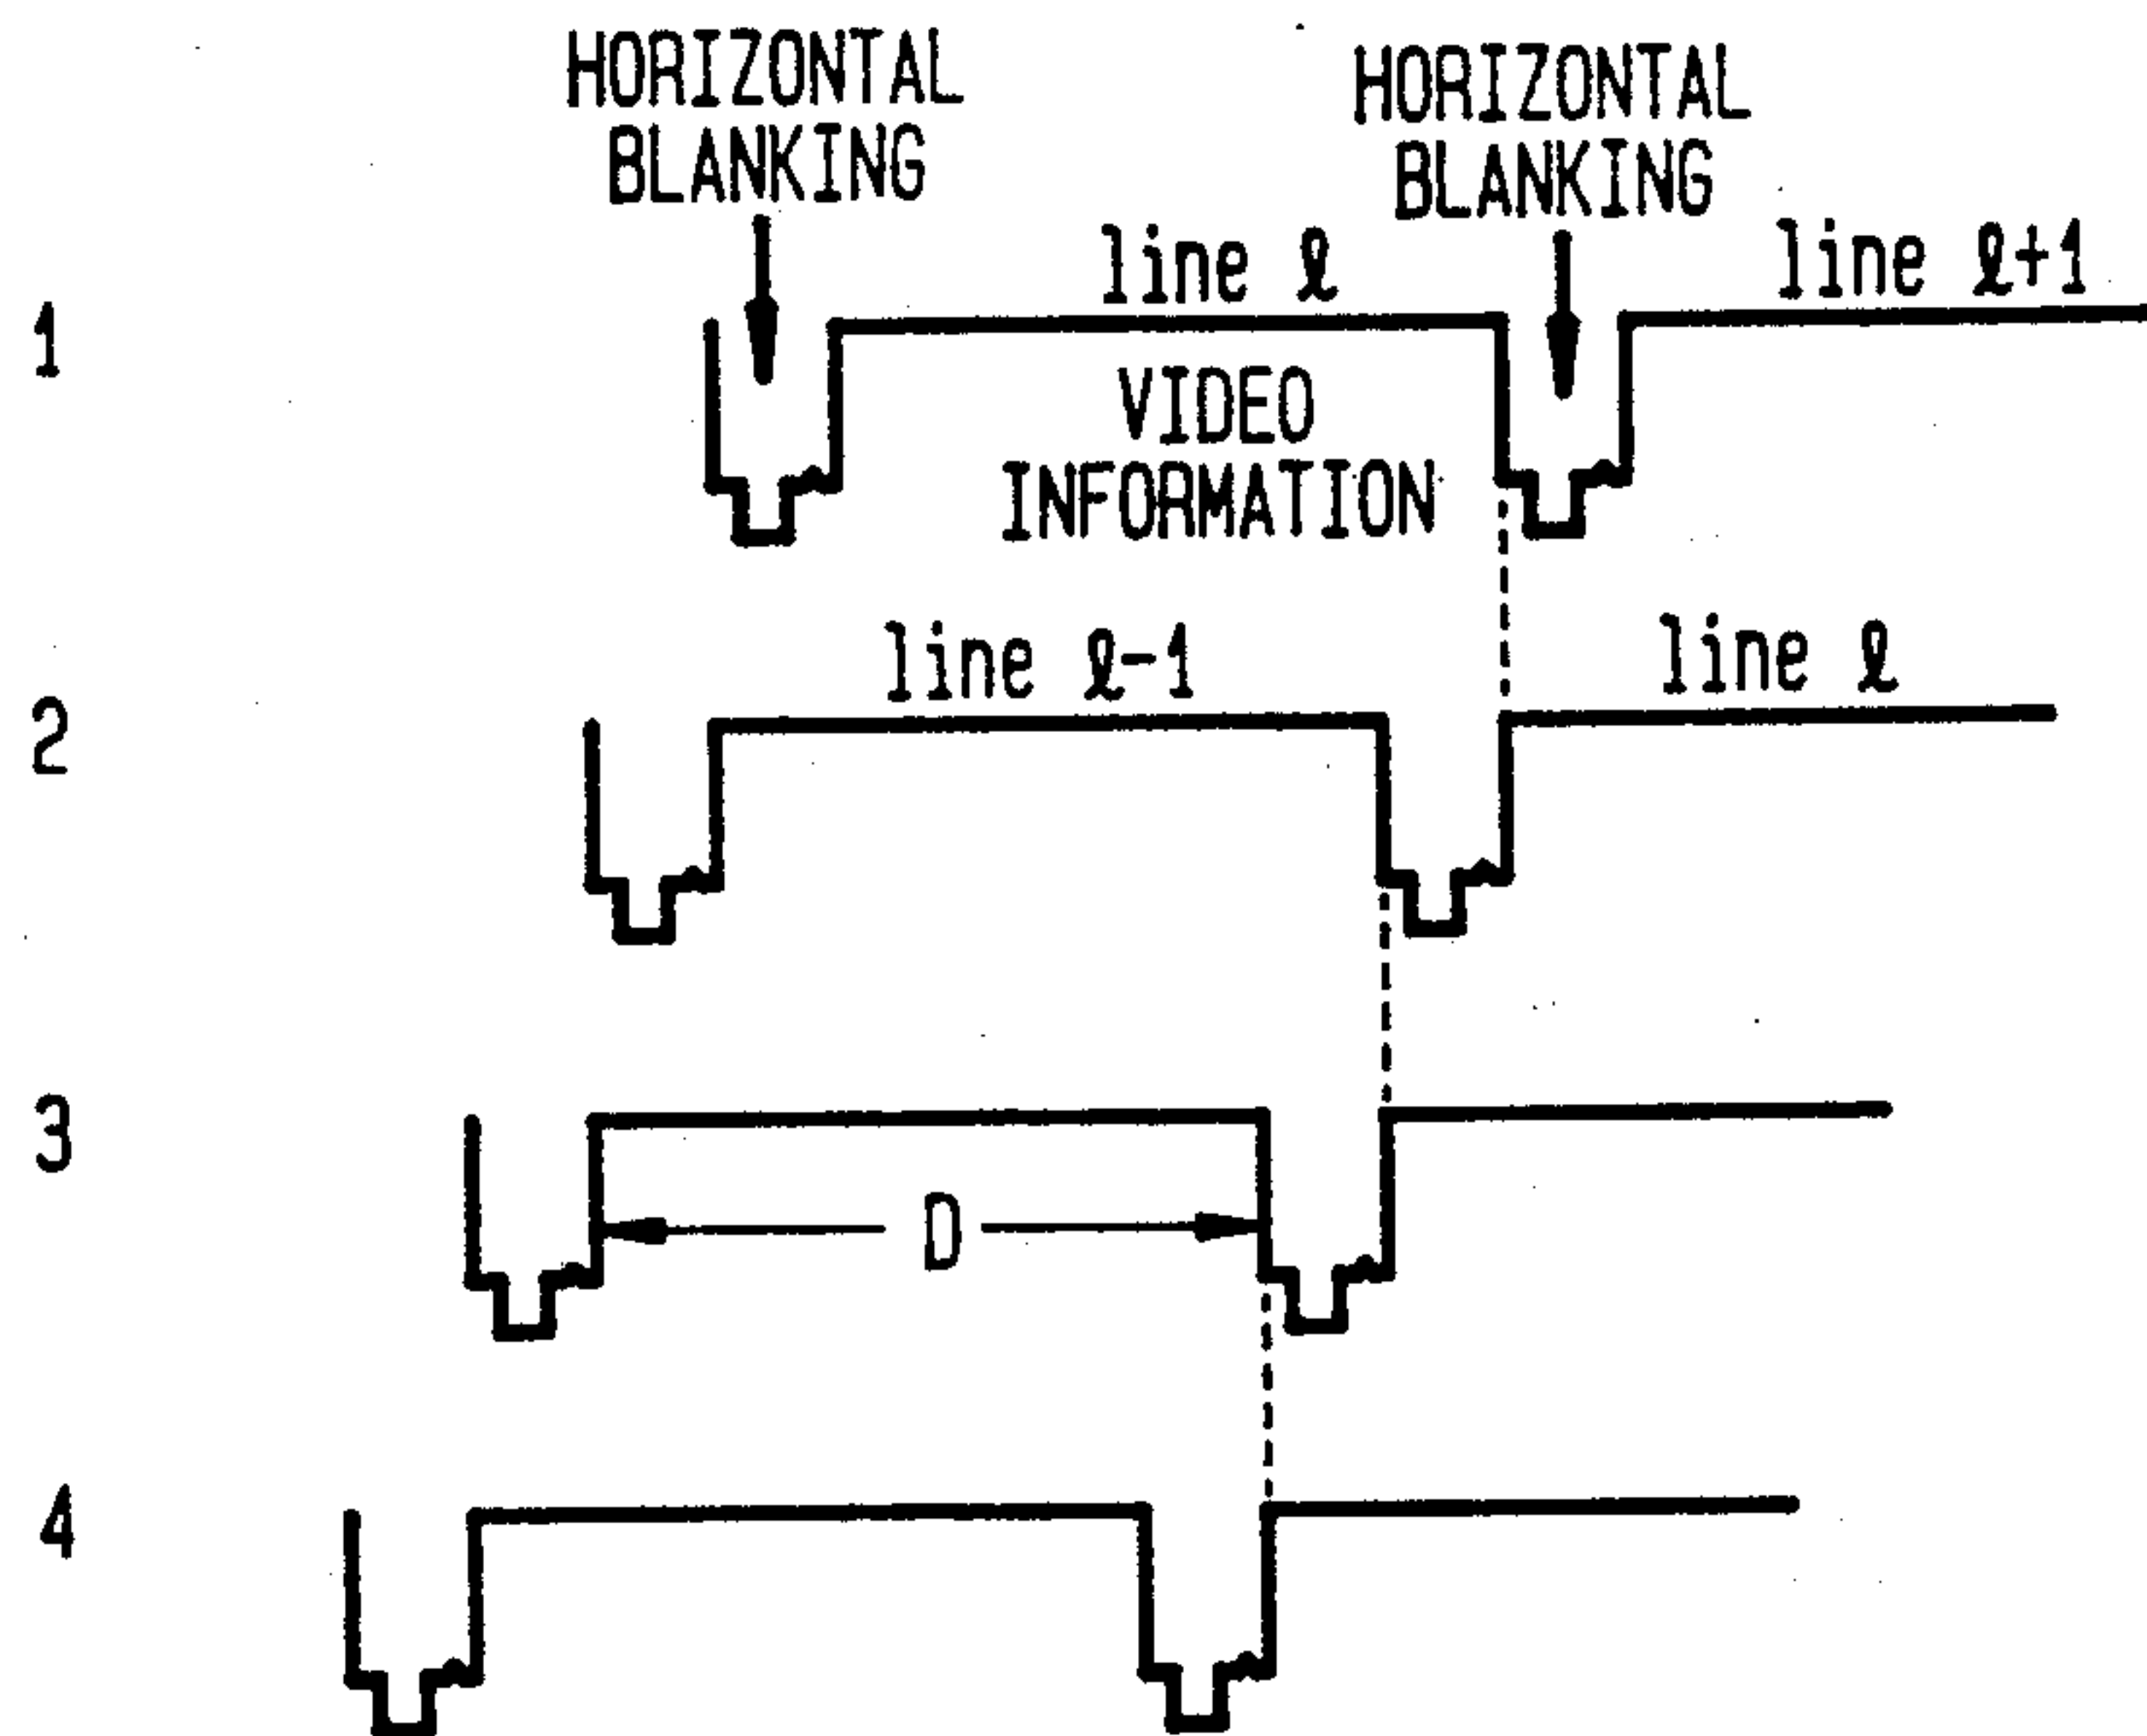 HORIZONTAL
BLANKING
HORIZONTAL
BLANKING
line ℓ
line ℓ+1
1
VIDEO
INFORMATION
line ℓ-1
line ℓ
2
3
D
4